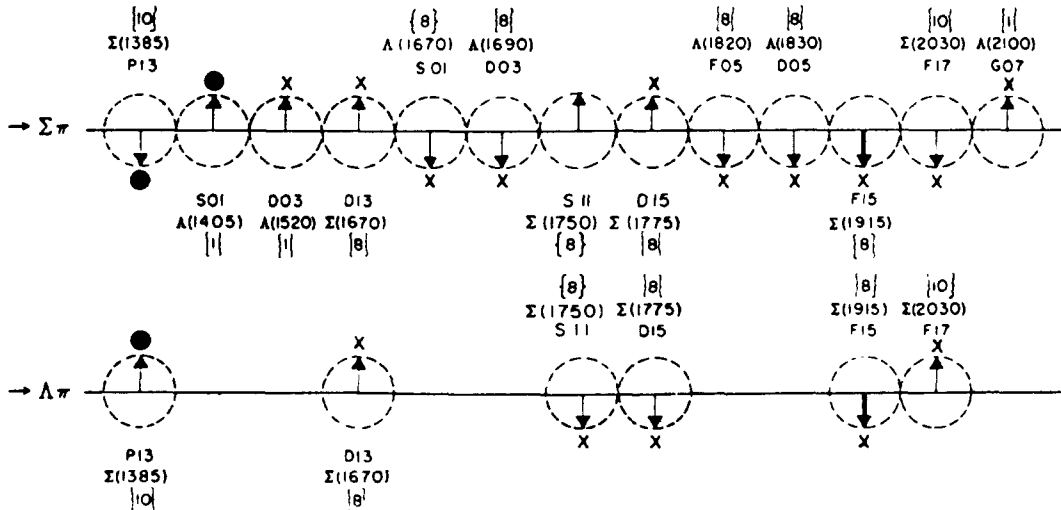 {10} {8} {8} {8} {8} {10} {1}
Σ(1385) Λ(1670) Λ(1690) Λ(1820) Λ(1830) Σ(2030) Λ(2100)
P13 S01 D03 F05 D05 F17 G07
X X X X
→ Σπ
X X X X X X
S01 D03 D13 S11 D15 F15
Λ(1405) Λ(1520) Σ(1670) Σ(1750) Σ(1775) Σ(1915)
{1} {1} {8} {8} {8} {8}
{8} {8} {8} {10}
Σ(1750) Σ(1775) Σ(1915) Σ(2030)
S11 D15 F15 F17
X X
→ Λπ
X X X
P13 D13
Σ(1385) Σ(1670)
{10} {8}